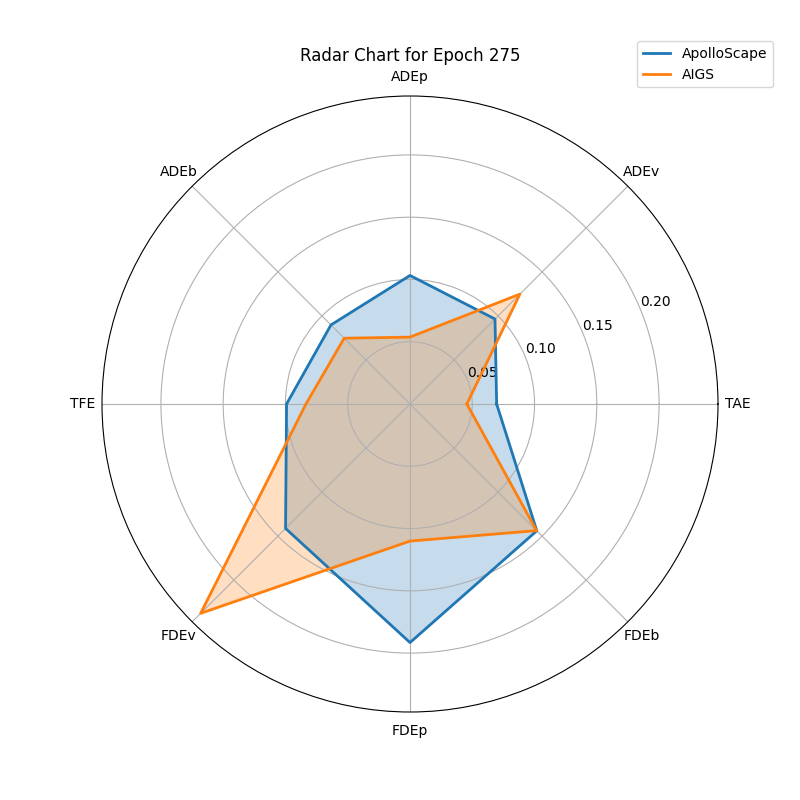 Radar Chart for Epoch 275
ApolloScape
AIGS
ADEp
ADEb
ADEv
0.20
0.15
0.10
0.05
TFE
TAE
FDEv
FDEb
FDEp